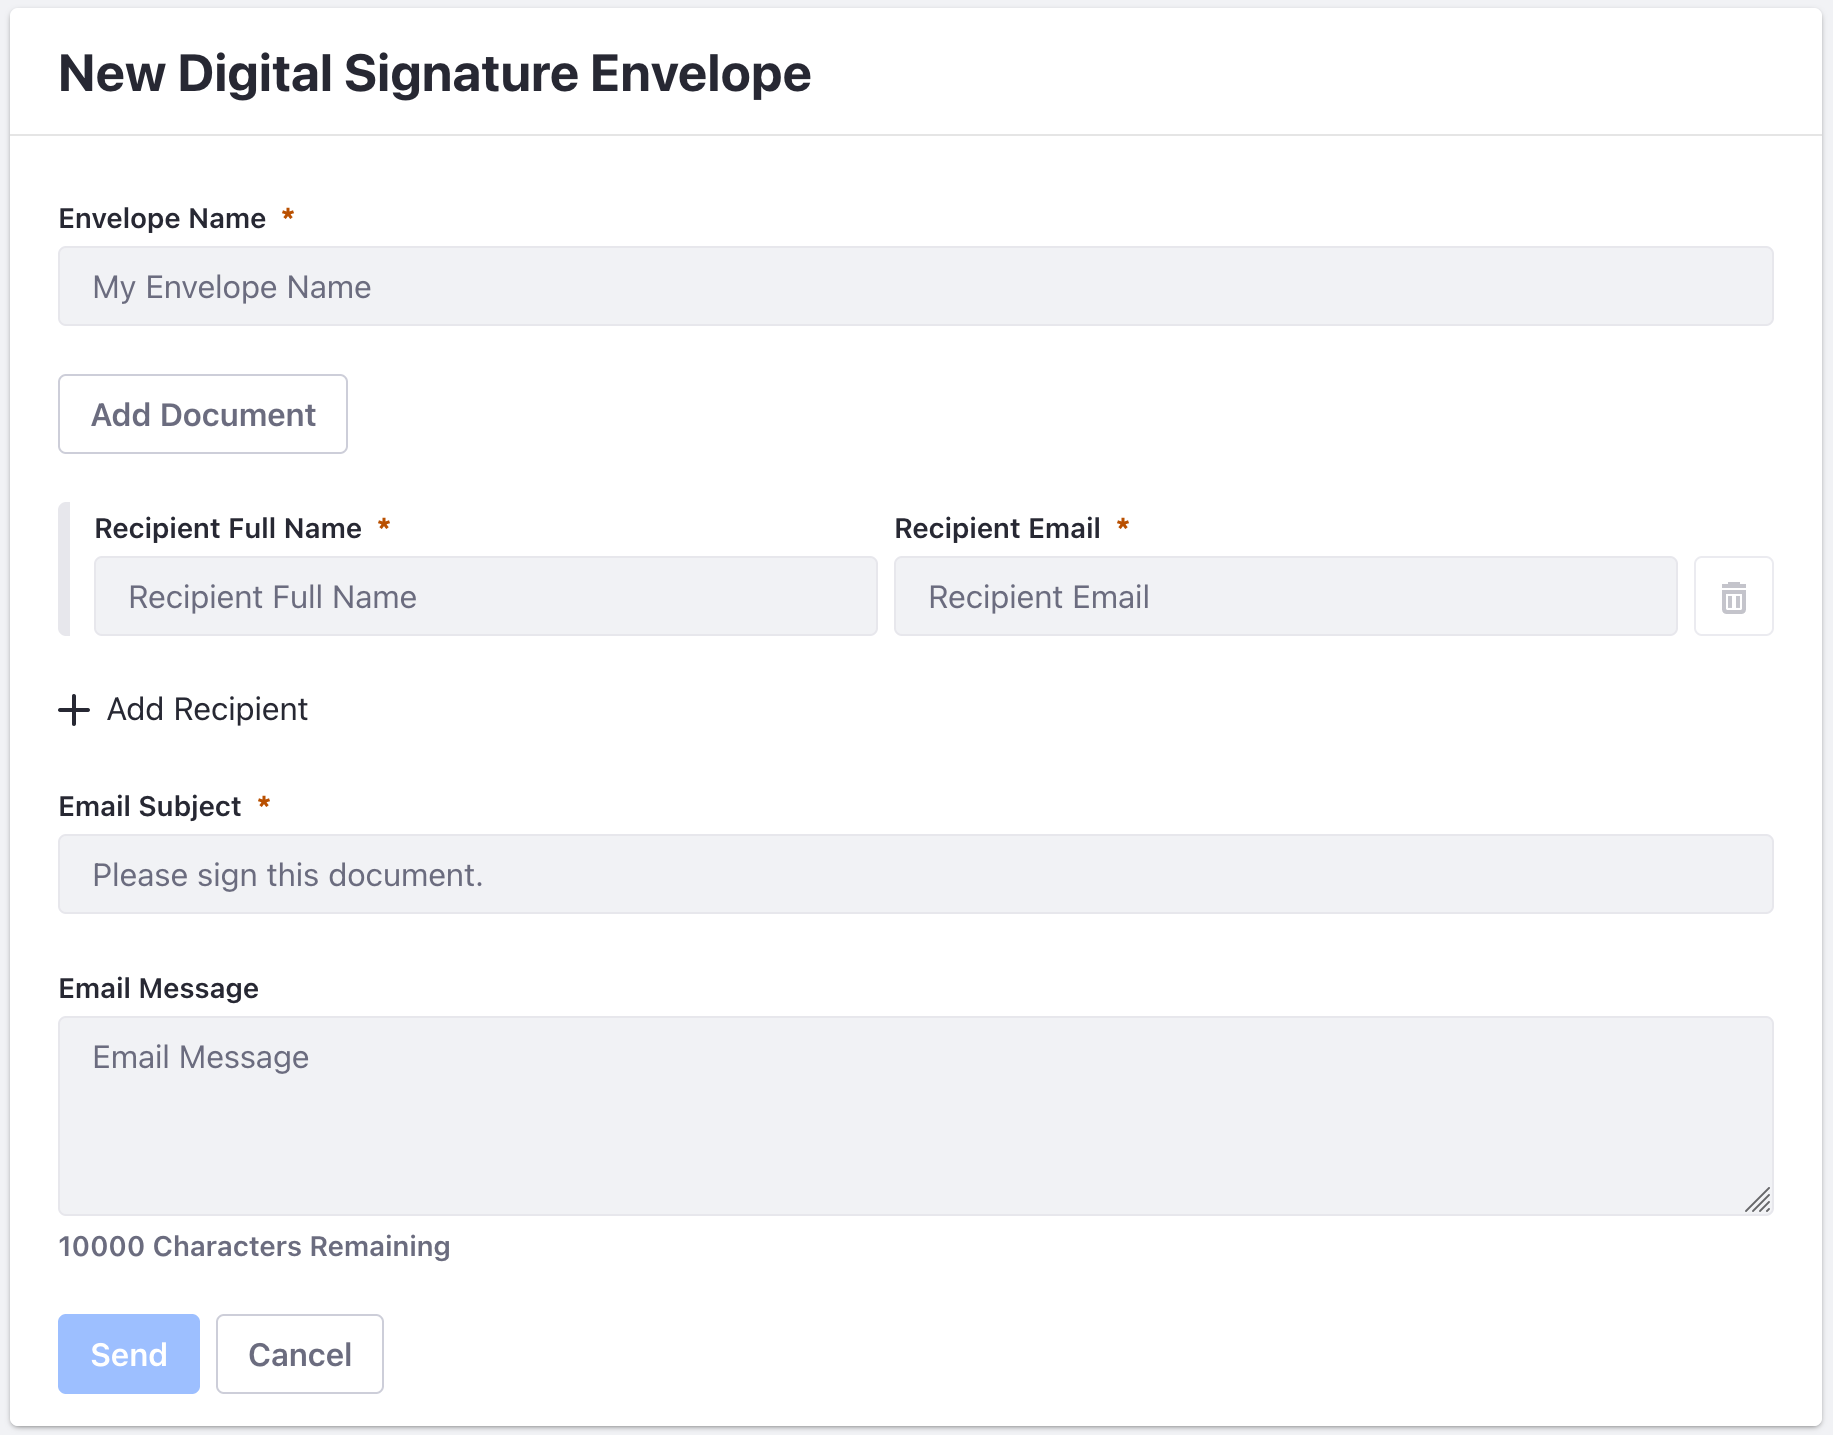 New Digital Signature Envelope
Envelope Name *
My Envelope Name
Add Document
Recipient Full Name * Recipient Email *
Recipient Full Name Recipient Email
Add Recipient
Email Subject *
Please sign this document.
Email Message
Email Message
10000 Characters Remaining
Send Cancel